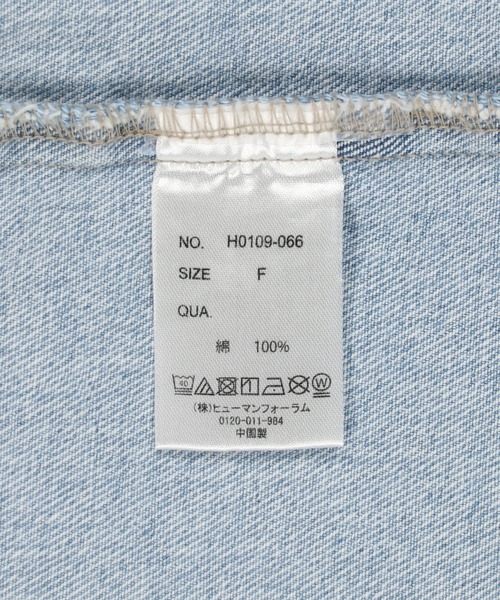 NO. H0109-066
SIZE F
QUA.
綿 100%
40 W
(株)ヒューマンフォーラム
0120-011-984
中国製